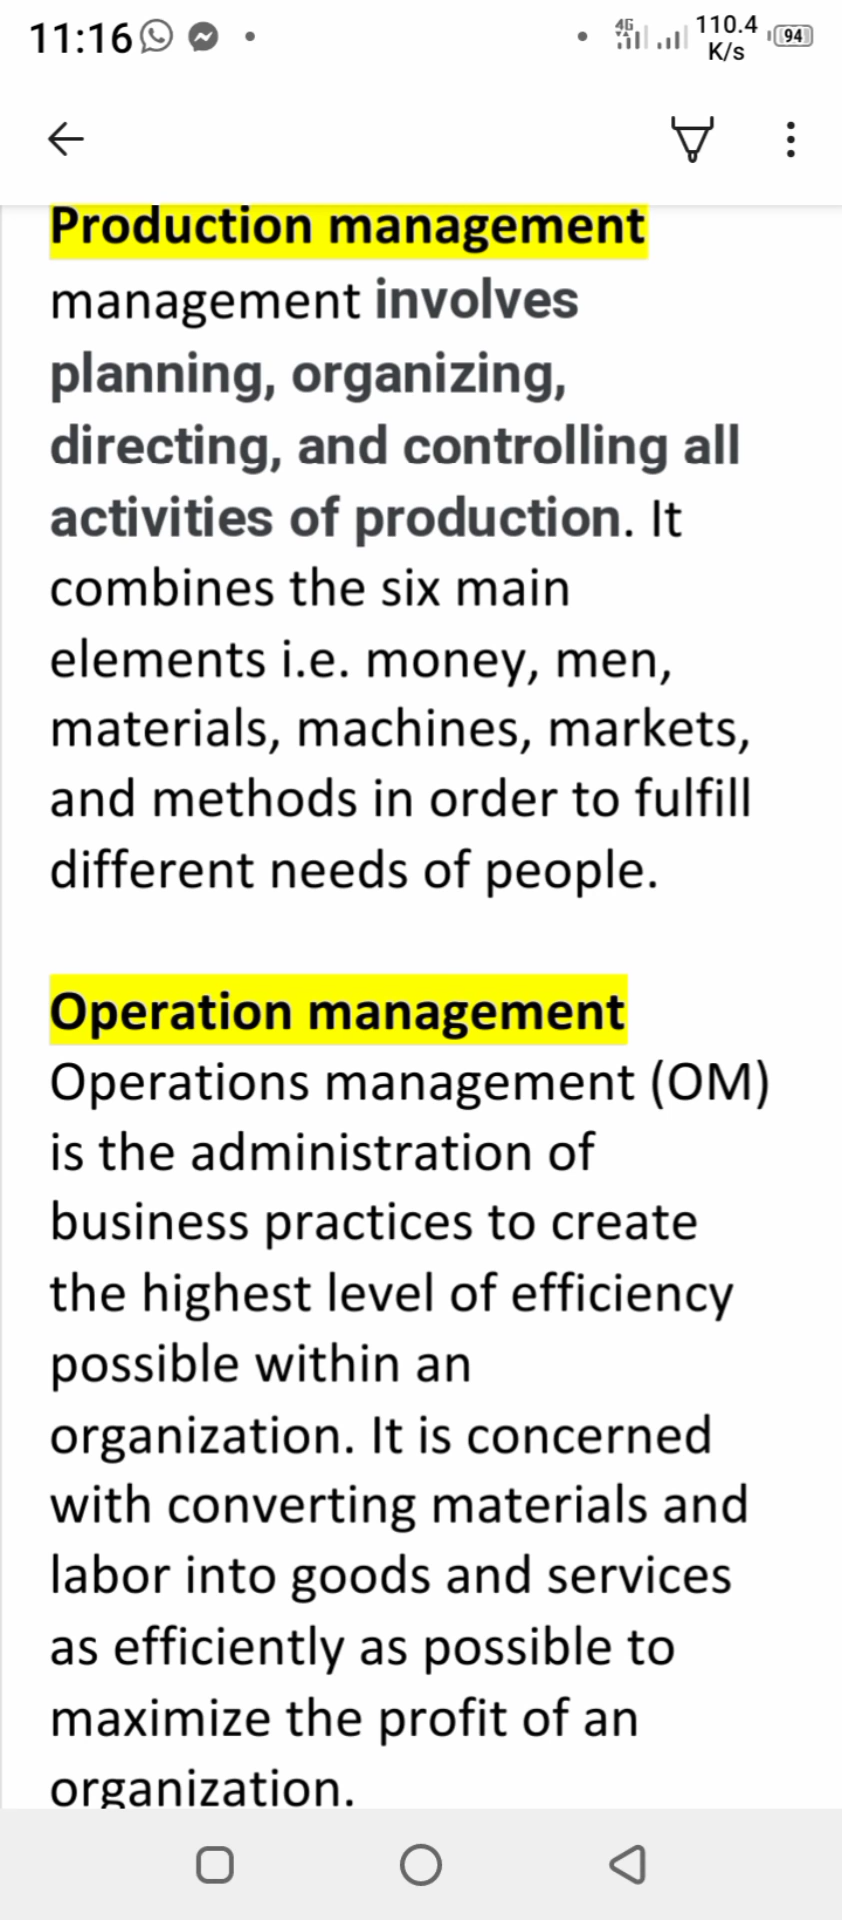 11:16
4G
110.4
K/s
94
Production management
management involves
planning, organizing,
directing, and controlling all
activities of production. It
combines the six main
elements i.e. money, men,
materials, machines, markets,
and methods in order to fulfill
different needs of people.
Operation management
Operations management (OM)
is the administration of
business practices to create
the highest level of efficiency
possible within an
organization. It is concerned
with converting materials and
labor into goods and services
as efficiently as possible to
maximize the profit of an
organization.